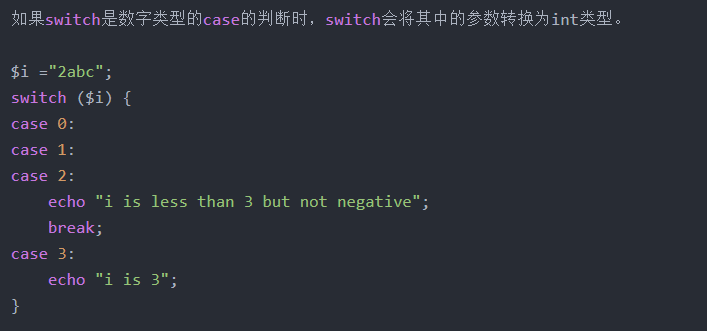 如果switch是数字类型的case的判断时，switch会将其中的参数转换为int类型。
$i ="2abc";
switch ($i) {
case 0:
case 1:
case 2:
    echo "i is less than 3 but not negative";
    break;
case 3:
    echo "i is 3";
}